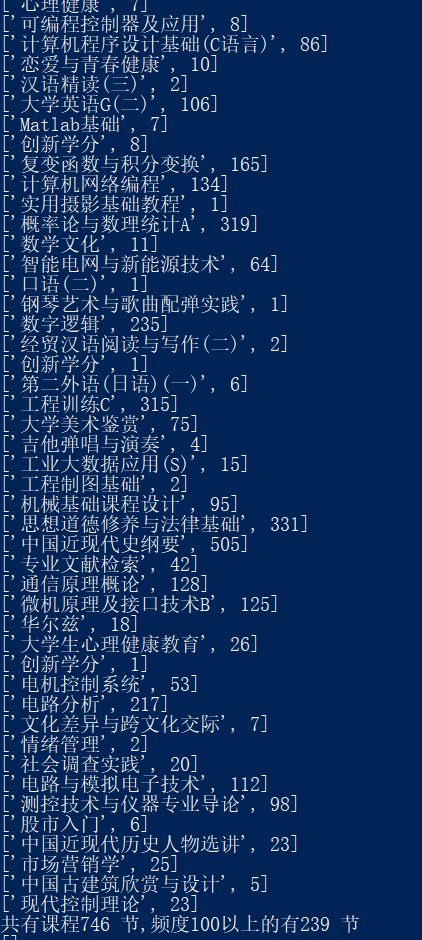 ['心理健康', 7]
['可编程控制器及应用', 8]
['计算机程序设计基础(C语言)', 86]
['恋爱与青春健康', 10]
['汉语精读(三)', 2]
['大学英语G(二)', 106]
['Matlab基础', 7]
['创新学分', 8]
['复变函数与积分变换', 165]
['计算机网络编程', 134]
['实用摄影基础教程', 1]
['概率论与数理统计A', 319]
['数学文化', 11]
['智能电网与新能源技术', 64]
['口语(二)', 1]
['钢琴艺术与歌曲配弹实践', 1]
['数字逻辑', 235]
['经贸汉语阅读与写作(二)', 2]
['创新学分', 1]
['第二外语(日语)(一)', 6]
['工程训练C', 315]
['大学美术鉴赏', 75]
['吉他弹唱与演奏', 4]
['工业大数据应用(S)', 15]
['工程制图基础', 2]
['机械基础课程设计', 95]
['思想道德修养与法律基础', 331]
['中国近现代史纲要', 505]
['专业文献检索', 42]
['通信原理概论', 128]
['微机原理及接口技术B', 125]
['华尔兹', 18]
['大学生心理健康教育', 26]
['创新学分', 1]
['电机控制系统', 53]
['电路分析', 217]
['文化差异与跨文化交际', 7]
['情绪管理', 2]
['社会调查实践', 20]
['电路与模拟电子技术', 112]
['测控技术与仪器专业导论', 98]
['股市入门', 6]
['中国近现代历史人物选讲', 23]
['市场营销学', 25]
['中国古建筑欣赏与设计', 5]
['现代控制理论', 23]
共有课程746 节,频度100以上的有239 节